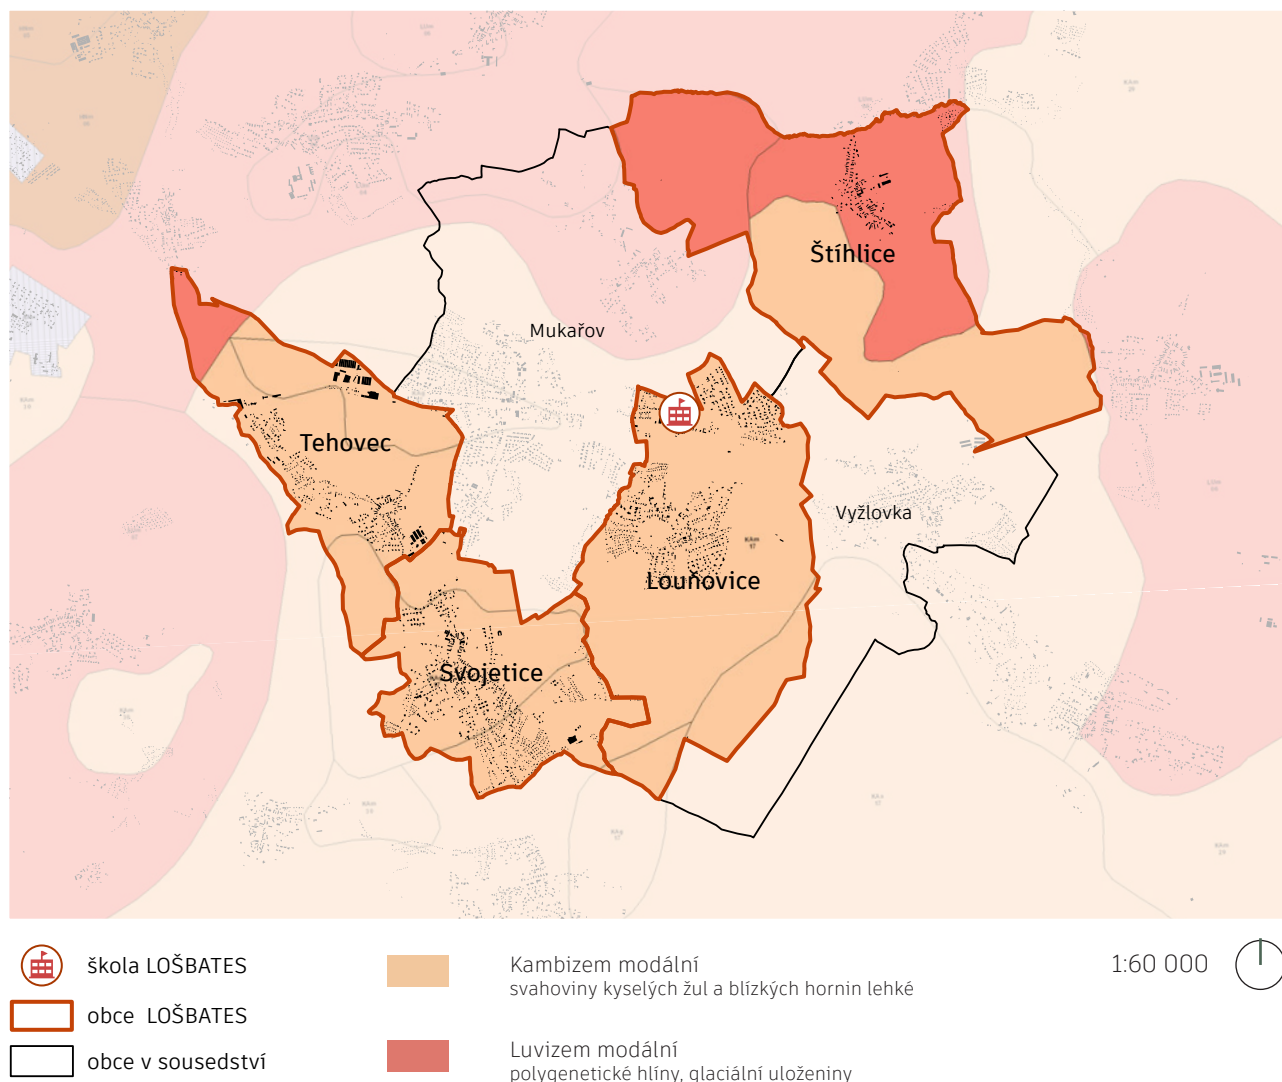 Štíhlice
Mukařov
Tehovec
Vyžlovka
Louňovice
Svojetice
škola LOŠBATES
obce LOŠBATES
obce v sousedství
Kambizem modální
svahoviny kyselých žul a blízkých hornin lehké
Luvizem modální
polygenetické hlíny, glaciální uloženiny
1:60 000